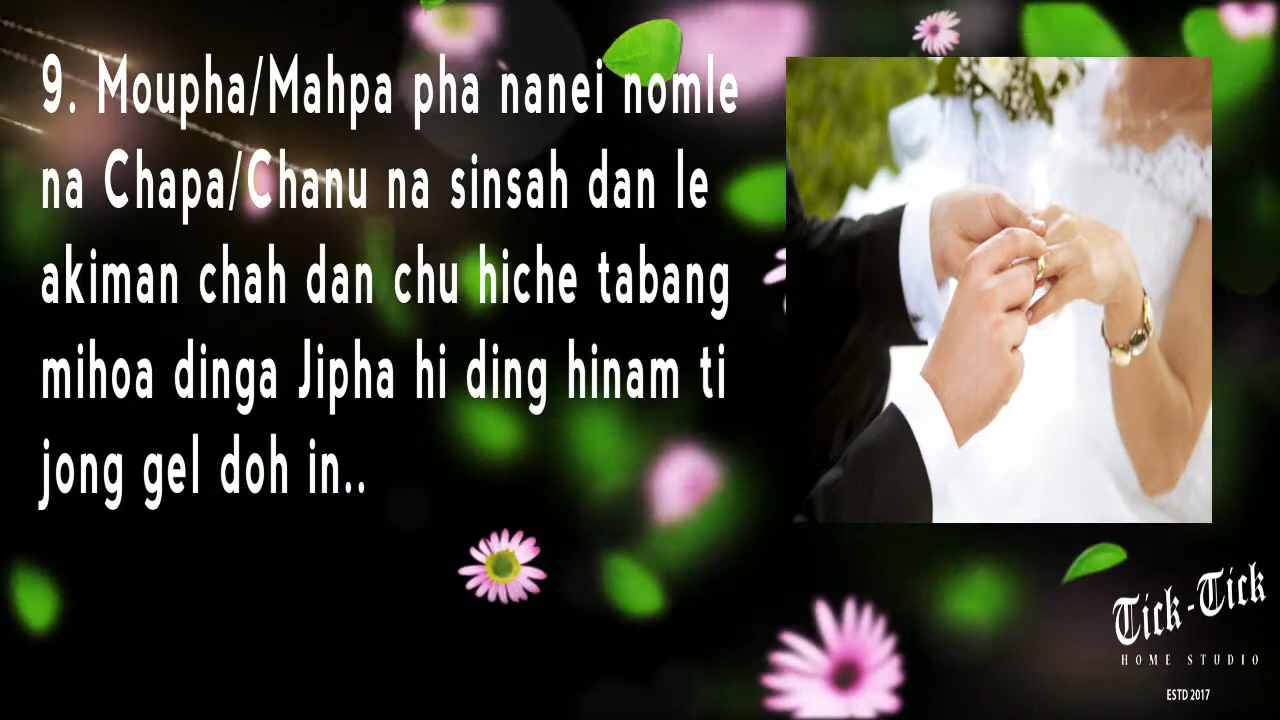 9. Moupha/Mahpa pha nanei nomle
na Chapa/Chanu na sinsah dan le
akiman chah dan chu hiche tabang
mihoa dinga Jipha hi ding hinam ti
jong gel doh in..
Tick-Tick
HOME STUDIO
ESTD 2017